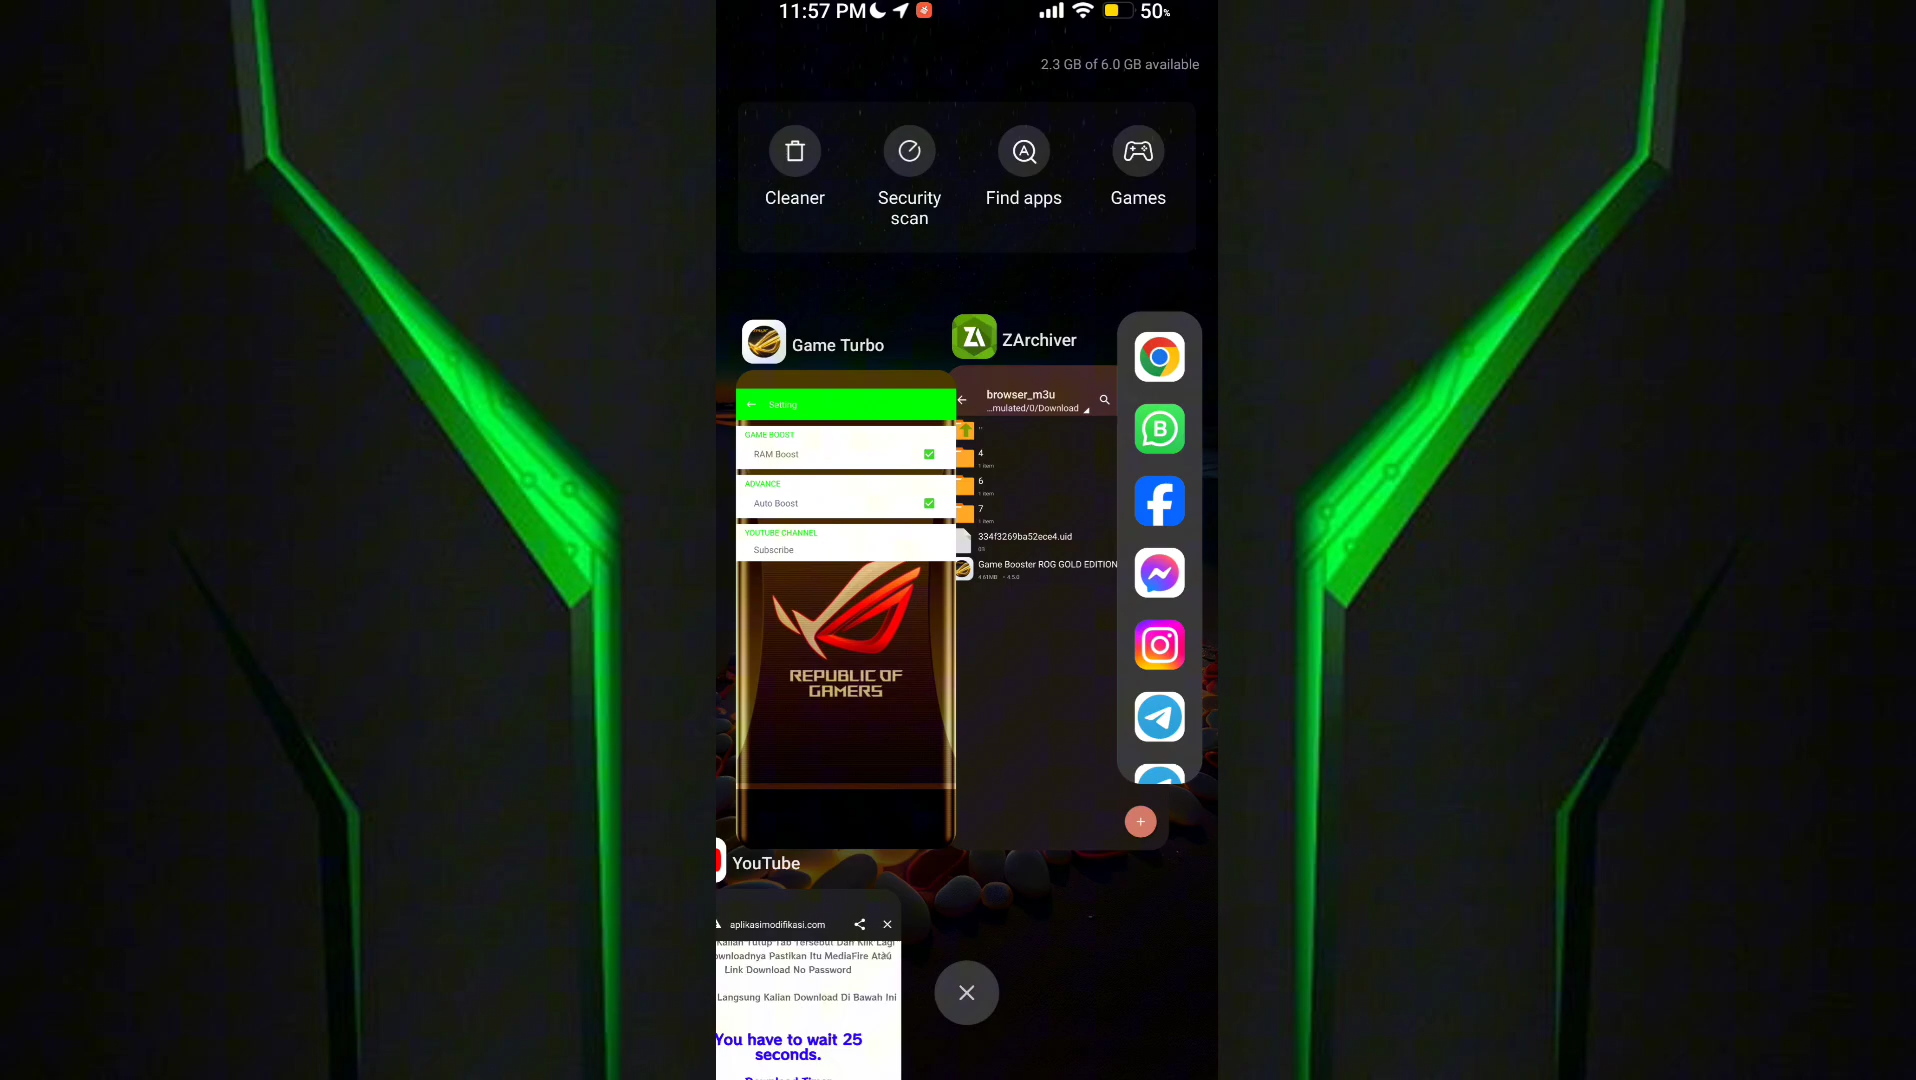 11:57 PM
50%
2.3 GB of 6.0 GB available
Cleaner
Security
scan
Find apps
Games
Game Turbo
Setting
GAME BOOST
RAM Boost
ADVANCE
Auto Boost
YOUTUBE CHANNEL
Subscribe
REPUBLIC OF
GAMERS
ZArchiver
browser_m3u
...mulated/0/Download
..
4
1 item
6
1 item
7
1 item
334f3269ba52ece4.uid
Game Booster ROG GOLD EDITION
YouTube
aplikasimodifikasi.com
Kalian Tutup Tab Tersebut Dan Klik Lagi
ownloadnya Pastikan Itu MediaFire Atau
Link Download No Password
Langsung Kalian Download Di Bawah Ini
You have to wait 25
seconds.
Download Timer